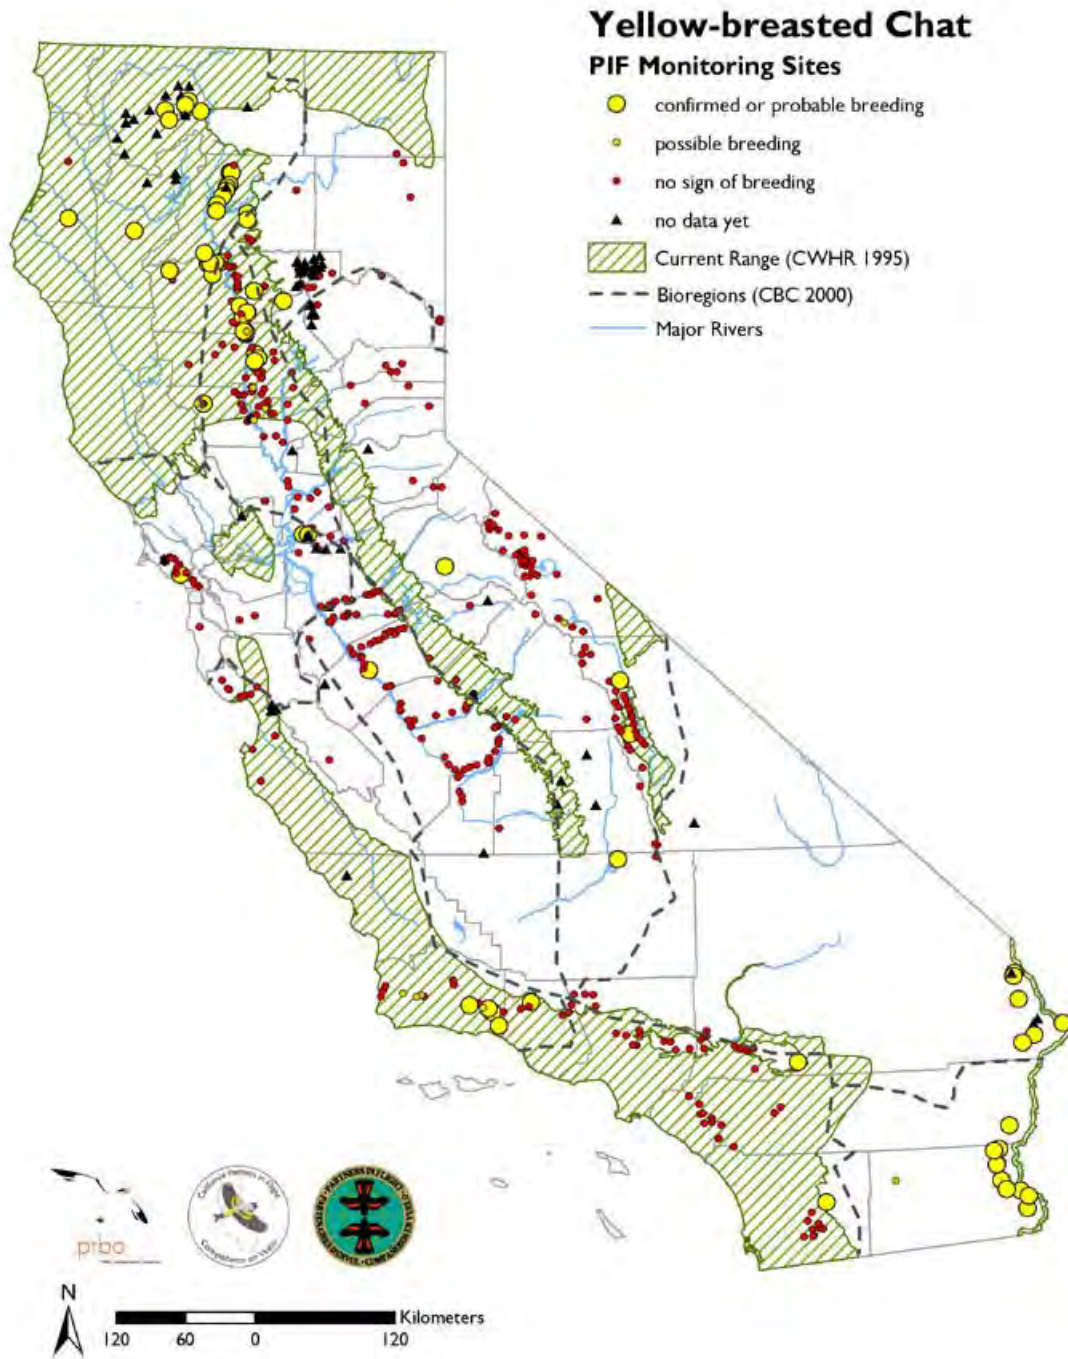 Yellow-breasted Chat
PIF Monitoring Sites
confirmed or probable breeding
possible breeding
no sign of breeding
no data yet
Current Range (CWHR 1995)
Bioregions (CBC 2000)
Major Rivers
prbo
N
Kilometers
120 60 0 120